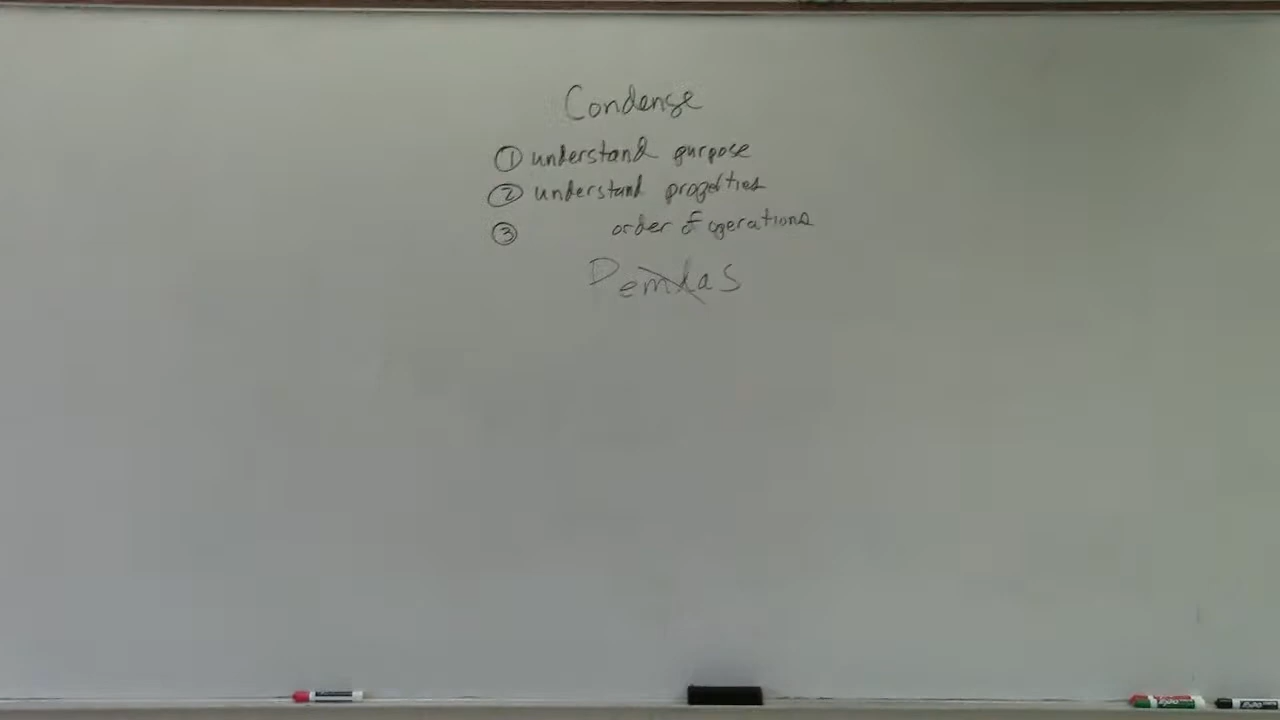 Condense
① understand purpose
② understand properties
③ order of operations
Pemdas